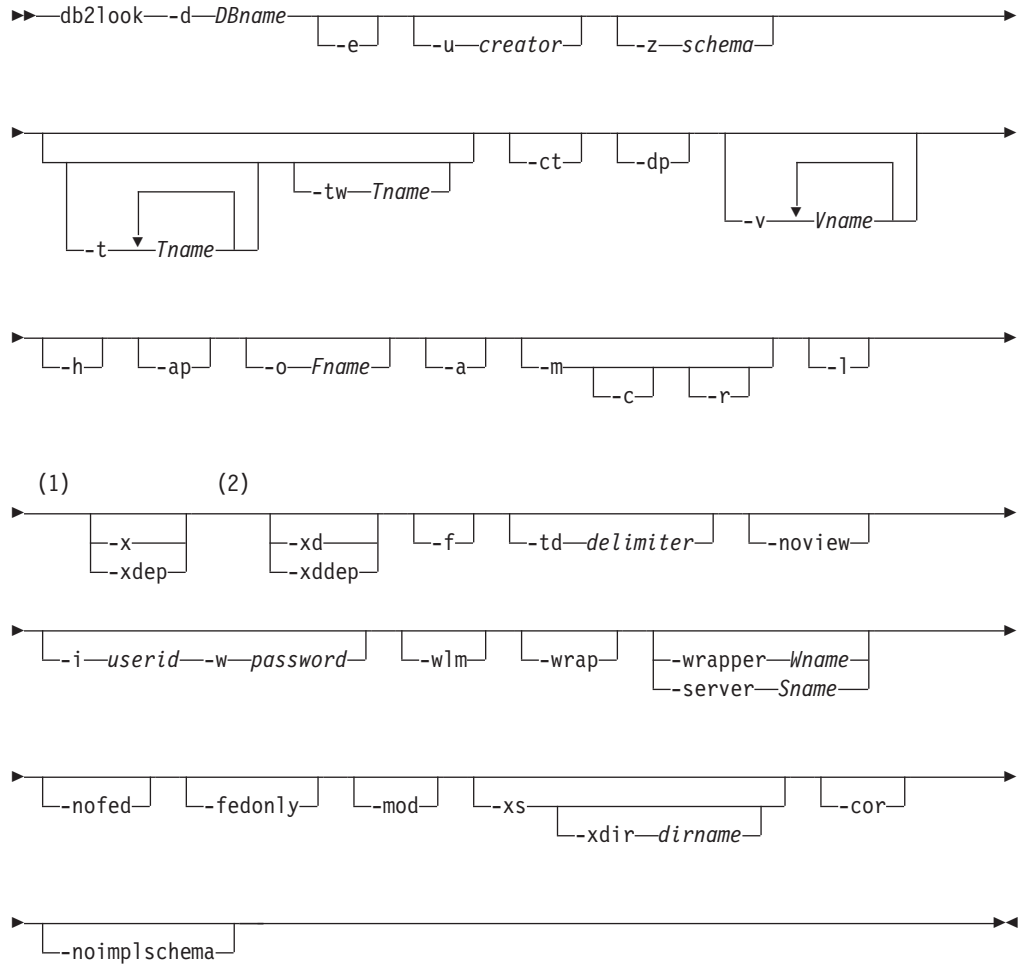 db2look -d DBname -e -u creator -z schema
-t Tname -tw Tname -ct -dp -v Vname
-h -ap -o Fname -a -m -c -r -l
(1) (2)
-x -xd -f -td delimiter -noview
-xdep -xddep
-i userid -w password -wlm -wrap -wrapper Wname
-server Sname
-nofed -fedonly -mod -xs -cor
-xdir dirname
-noimplschema